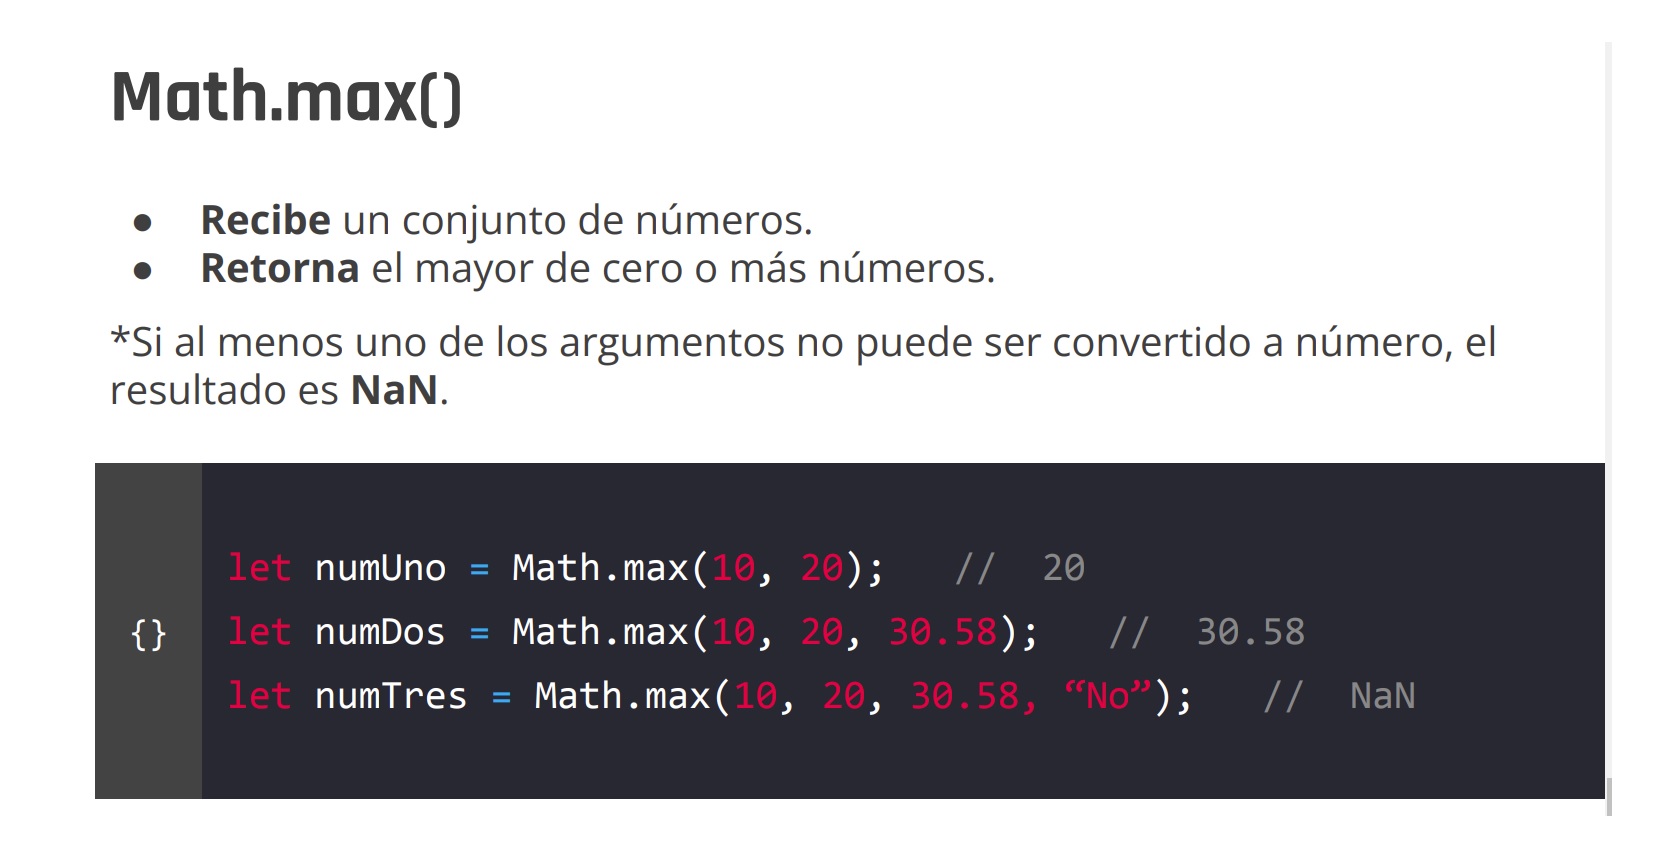 Math.max()
● Recibe un conjunto de números.
● Retorna el mayor de cero o más números.
*Si al menos uno de los argumentos no puede ser convertido a número, el
resultado es NaN.
let numUno = Math.max(10, 20);   //  20
{} let numDos = Math.max(10, 20, 30.58);   //  30.58
let numTres = Math.max(10, 20, 30.58, “No”);   //  NaN